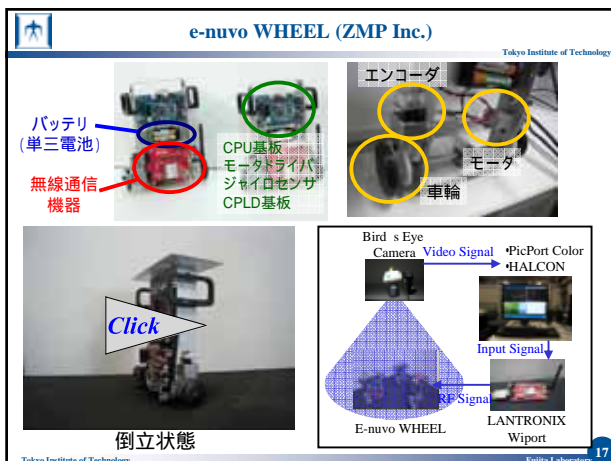 e-nuvo WHEEL (ZMP Inc.)
Tokyo Institute of Technology
バッテリ
(単三電池)
無線通信
機器
CPU基板
モータドライバ
ジャイロセンサ
CPLD基板
エンコーダ
モータ
車輪
Click
倒立状態
Bird s Eye
Camera
Video Signal
•PicPort Color
•HALCON
Input Signal
RF Signal
E-nuvo WHEEL
LANTRONIX
Wiport
Tokyo Institute of Technology
Fujita Laboratory
17